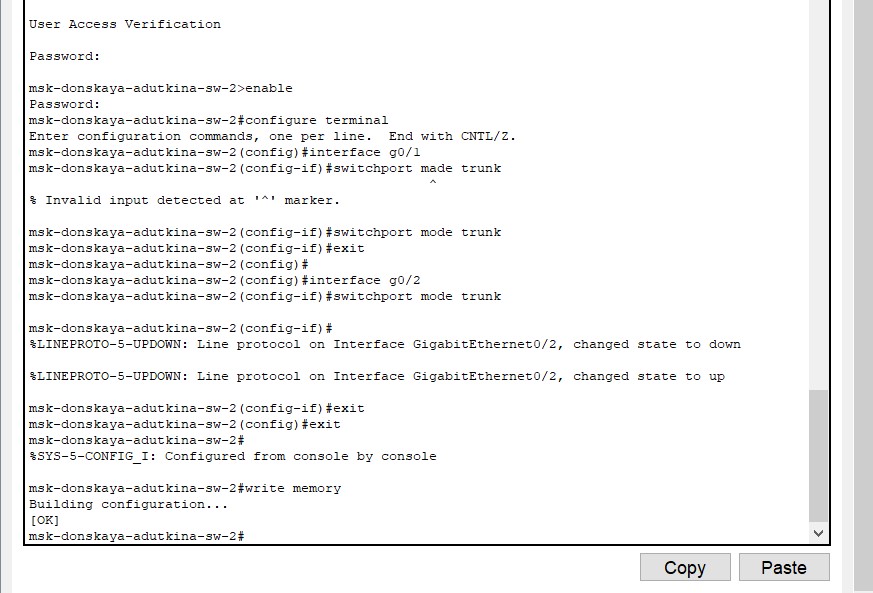 User Access Verification
Password:
msk-donskaya-adutkina-sw-2>enable
Password:
msk-donskaya-adutkina-sw-2#configure terminal
Enter configuration commands, one per line.  End with CNTL/Z.
msk-donskaya-adutkina-sw-2(config)#interface g0/1
msk-donskaya-adutkina-sw-2(config-if)#switchport made trunk
^
% Invalid input detected at '^' marker.
msk-donskaya-adutkina-sw-2(config-if)#switchport mode trunk
msk-donskaya-adutkina-sw-2(config-if)#exit
msk-donskaya-adutkina-sw-2(config)#
msk-donskaya-adutkina-sw-2(config)#interface g0/2
msk-donskaya-adutkina-sw-2(config-if)#switchport mode trunk
msk-donskaya-adutkina-sw-2(config-if)#
%LINEPROTO-5-UPDOWN: Line protocol on Interface GigabitEthernet0/2, changed state to down
%LINEPROTO-5-UPDOWN: Line protocol on Interface GigabitEthernet0/2, changed state to up
msk-donskaya-adutkina-sw-2(config-if)#exit
msk-donskaya-adutkina-sw-2(config)#exit
msk-donskaya-adutkina-sw-2#
%SYS-5-CONFIG_I: Configured from console by console
msk-donskaya-adutkina-sw-2#write memory
Building configuration...
[OK]
msk-donskaya-adutkina-sw-2#
Copy Paste